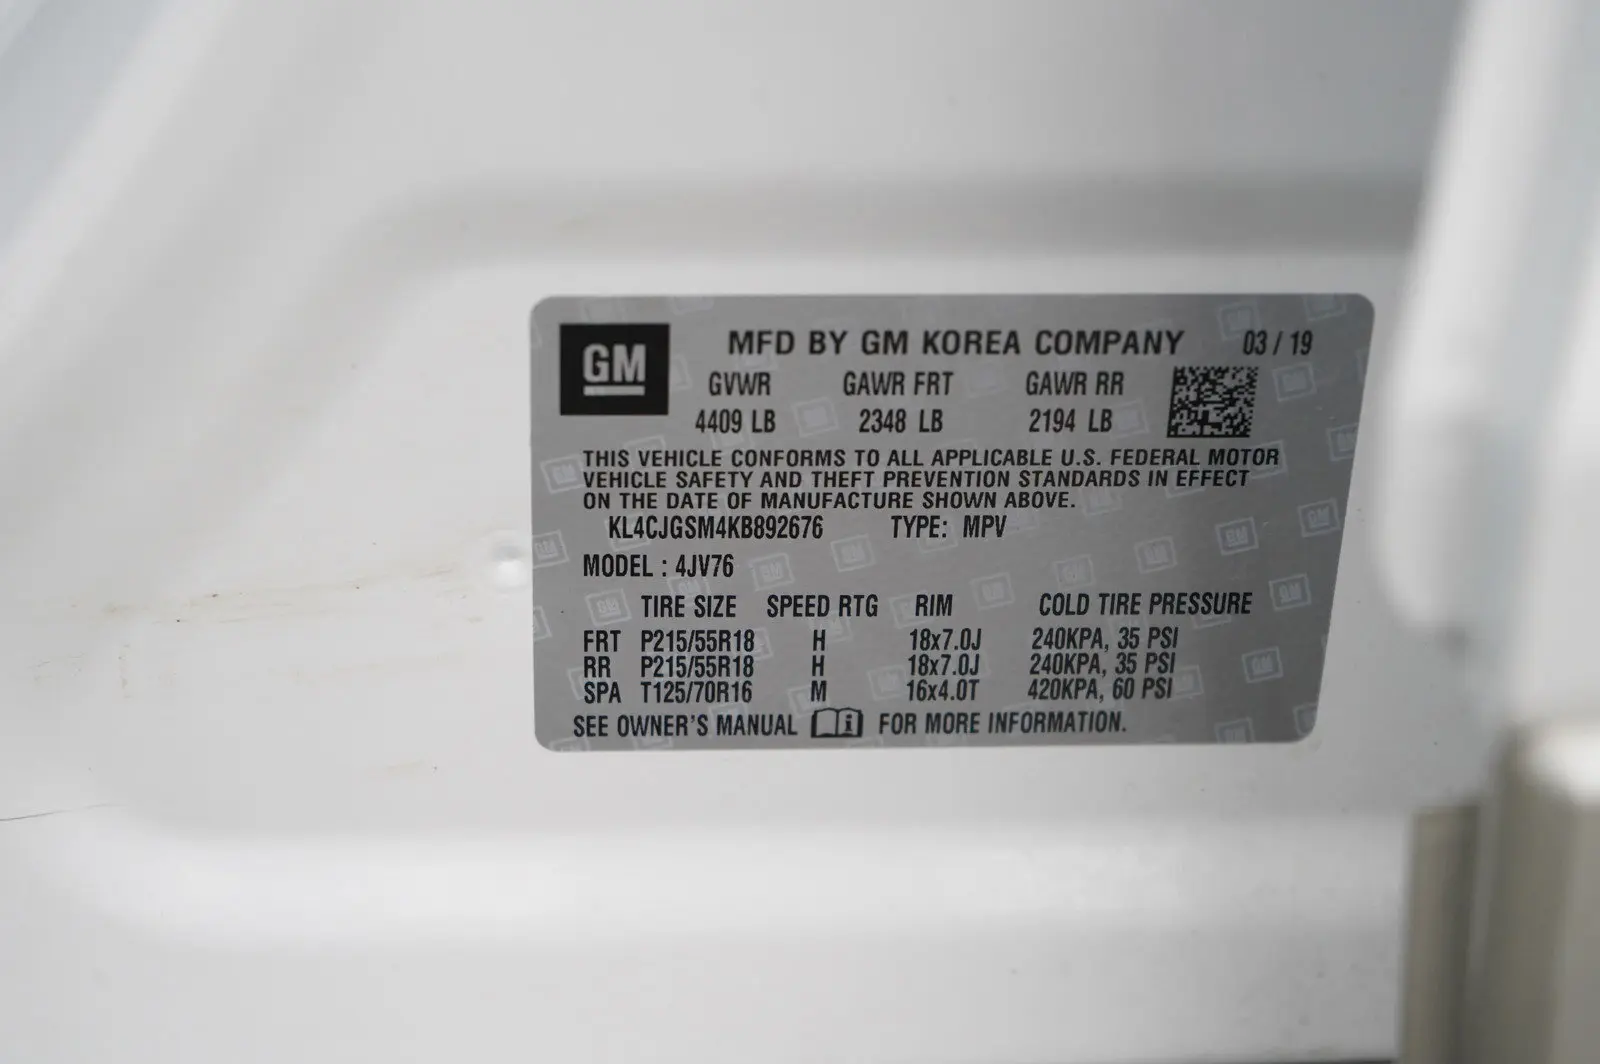 GM
MFD BY GM KOREA COMPANY 03 / 19
GVWR GAWR FRT GAWR RR
4409 LB 2348 LB 2194 LB
THIS VEHICLE CONFORMS TO ALL APPLICABLE U.S. FEDERAL MOTOR
VEHICLE SAFETY AND THEFT PREVENTION STANDARDS IN EFFECT
ON THE DATE OF MANUFACTURE SHOWN ABOVE.
KL4CJGSM4KB892676 TYPE: MPV
MODEL : 4JV76
TIRE SIZE SPEED RTG RIM COLD TIRE PRESSURE
FRT P215/55R18 H 18x7.0J 240KPA, 35 PSI
RR P215/55R18 H 18x7.0J 240KPA, 35 PSI
SPA T125/70R16 M 16x4.0T 420KPA, 60 PSI
SEE OWNER'S MANUAL i FOR MORE INFORMATION.